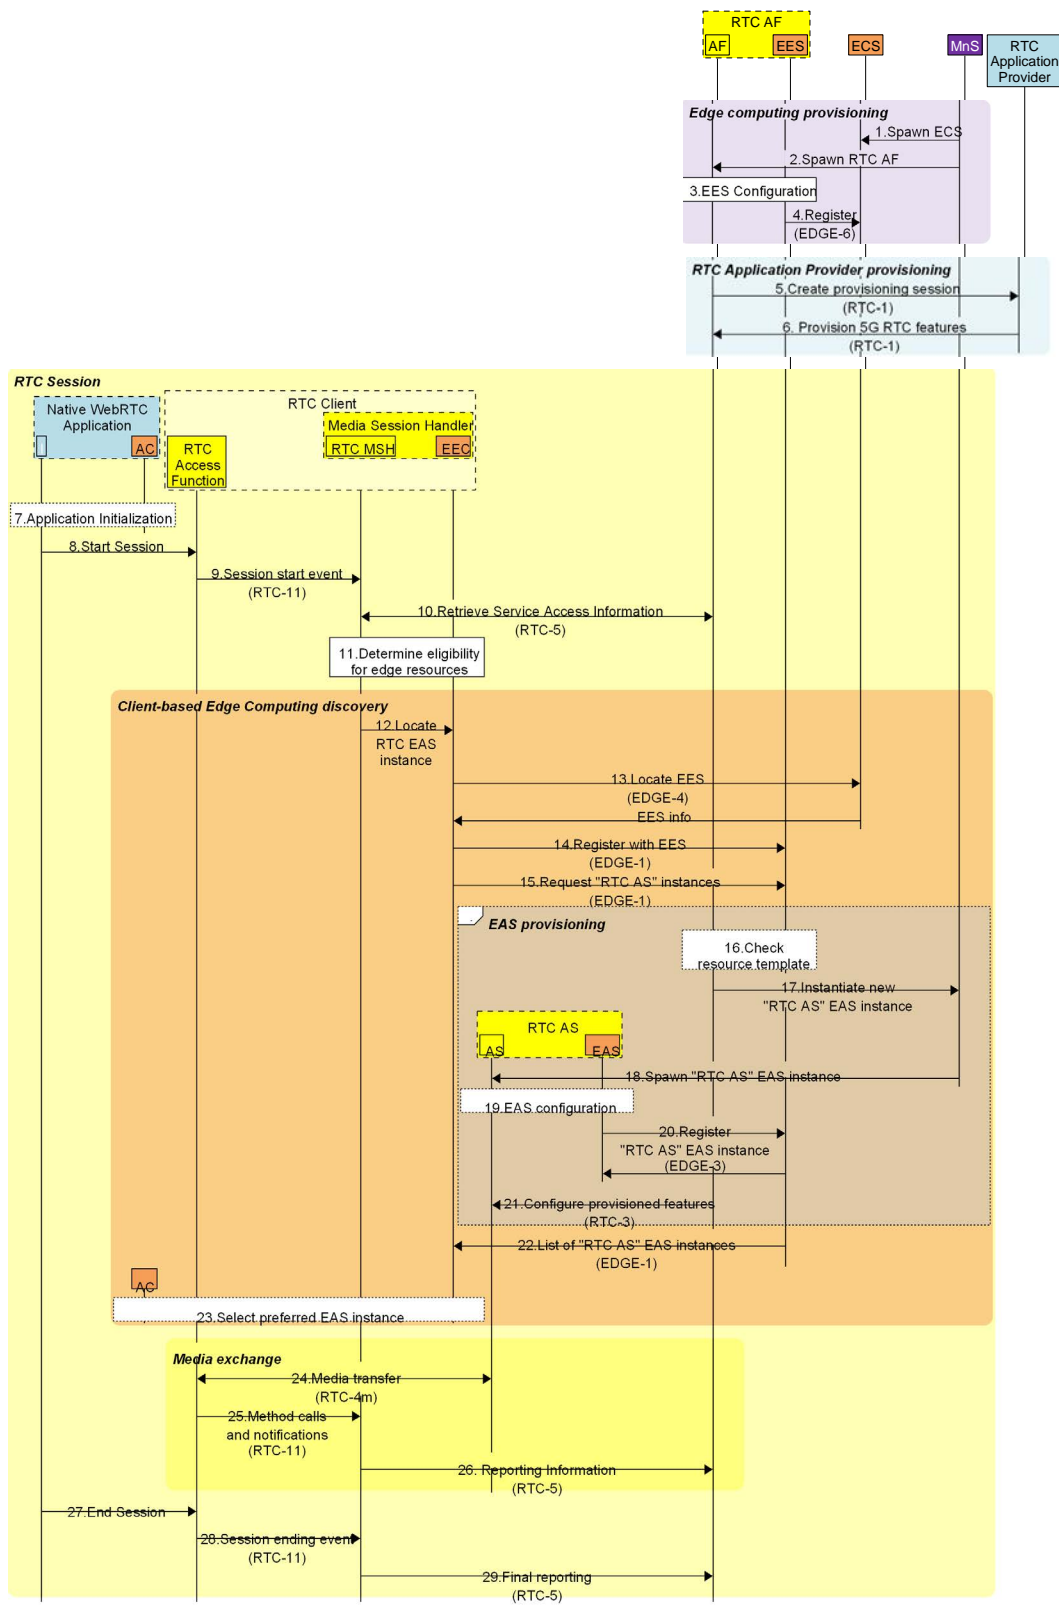 RTC AF
AF
EES
ECS
MnS
RTC
Application
Provider
Edge computing provisioning
1.Spawn ECS
2.Spawn RTC AF
3.EES Configuration
4.Register
(EDGE-6)
RTC Application Provider provisioning
5.Create provisioning session
(RTC-1)
6. Provision 5G RTC features
(RTC-1)
RTC Session
Native WebRTC
Application
AC
RTC Client
Media Session Handler
RTC MSH
EEC
RTC
Access
Function
7.Application Initialization
8.Start Session
9.Session start event
(RTC-11)
10.Retrieve Service Access Information
(RTC-5)
11.Determine eligibility
for edge resources
Client-based Edge Computing discovery
12.Locate
RTC EAS
instance
13.Locate EES
(EDGE-4)
EES info
14.Register with EES
(EDGE-1)
15.Request "RTC AS" instances
(EDGE-1)
EAS provisioning
16.Check
resource template
17.Instantiate new
"RTC AS" EAS instance
RTC AS
AS
EAS
18.Spawn "RTC AS" EAS instance
19.EAS configuration
20.Register
"RTC AS" EAS instance
(EDGE-3)
21.Configure provisioned features
(RTC-3)
22.List of "RTC AS" EAS instances
(EDGE-1)
AC
23.Select preferred EAS instance
Media exchange
24.Media transfer
(RTC-4m)
25.Method calls
and notifications
(RTC-11)
26. Reporting Information
(RTC-5)
27.End Session
28.Session ending event
(RTC-11)
29.Final reporting
(RTC-5)